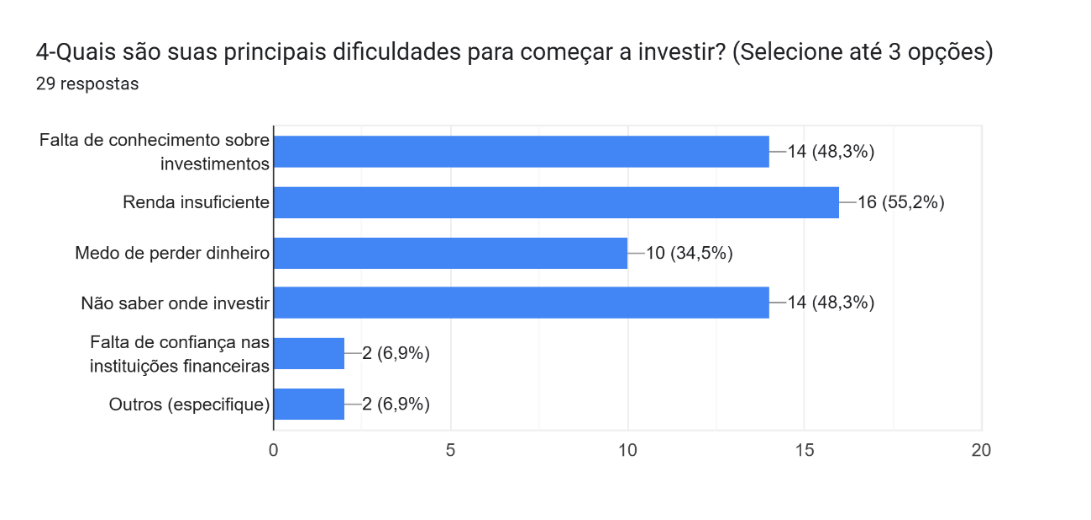 4-Quais são suas principais dificuldades para começar a investir? (Selecione até 3 opções)
29 respostas
Falta de conhecimento sobre
investimentos
14 (48,3%)
Renda insuficiente
16 (55,2%)
Medo de perder dinheiro
10 (34,5%)
Não saber onde investir
14 (48,3%)
Falta de confiança nas
instituições financeiras
2 (6,9%)
Outros (especifique)
2 (6,9%)
0
5
10
15
20